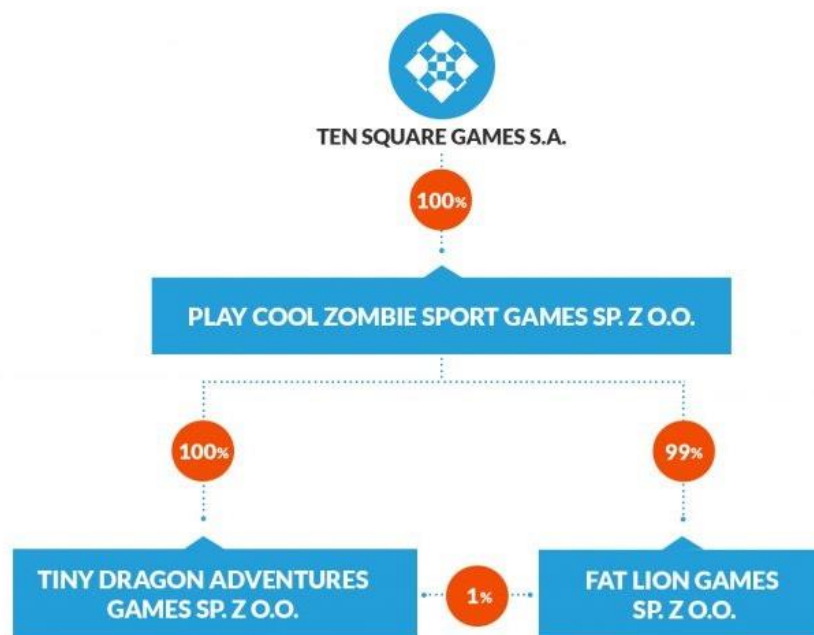 TEN SQUARE GAMES S.A.
100%
PLAY COOL ZOMBIE SPORT GAMES SP. Z O.O.
100%
99%
TINY DRAGON ADVENTURES
GAMES SP. Z O.O.
1%
FAT LION GAMES
SP. Z O.O.